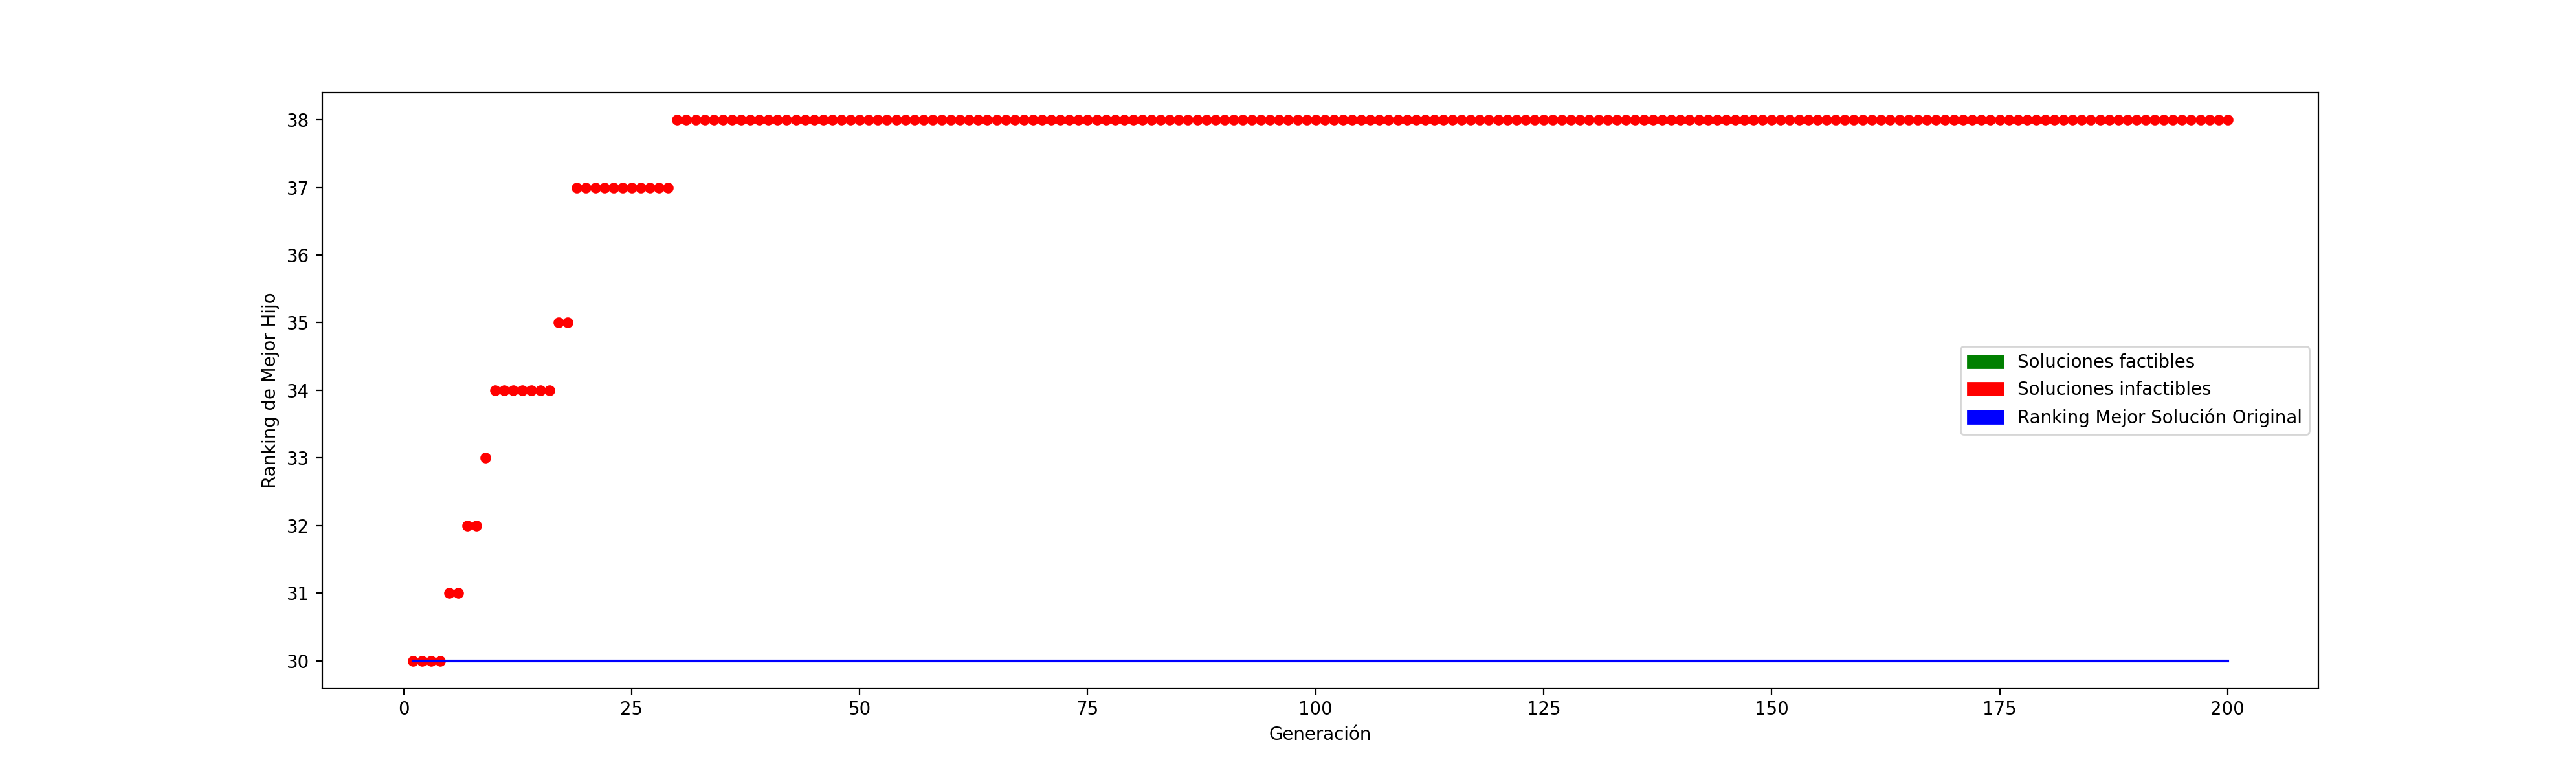 38
37
36
35
34
33
32
31
30
Ranking de Mejor Hijo
Soluciones factibles
Soluciones infactibles
Ranking Mejor Solución Original
0 25 50 75 100 125 150 175 200
Generación